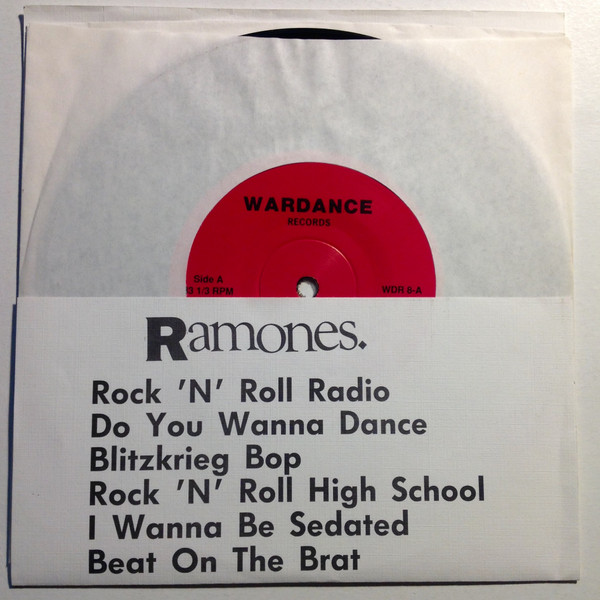 WARDANCE
RECORDS
Side A
3 1/3 RPM
WDR 8-A
Ramones.
Rock 'N' Roll Radio
Do You Wanna Dance
Blitzkrieg Bop
Rock 'N' Roll High School
I Wanna Be Sedated
Beat On The Brat